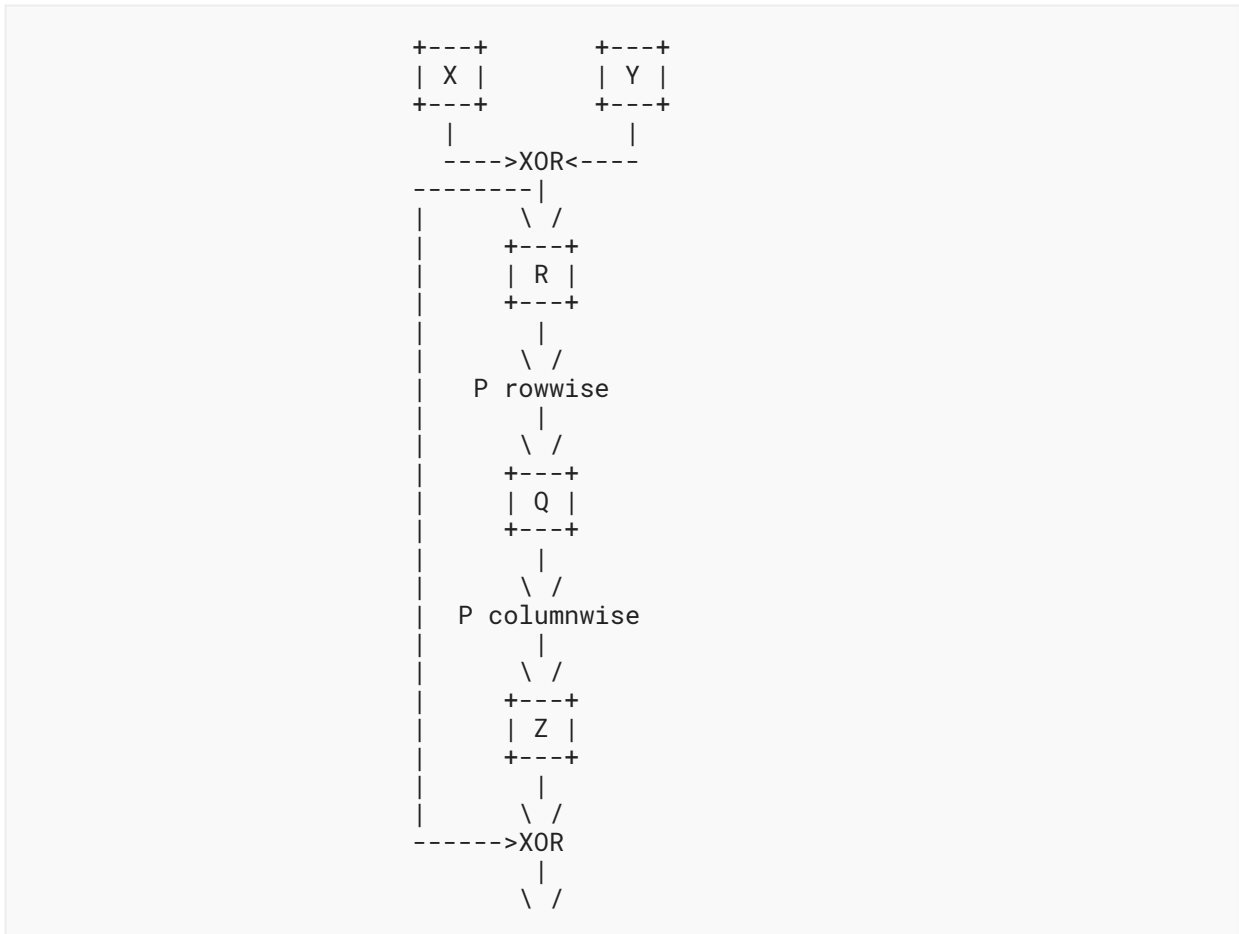 +---+       +---+
| X |       | Y |
+---+       +---+
  |           |
  ---->XOR<----
--------|
|      \ /
|     +---+
|     | R |
|     +---+
|       |
|      \ /
|   P rowwise
|       |
|      \ /
|     +---+
|     | Q |
|     +---+
|       |
|      \ /
|  P columnwise
|       |
|      \ /
|     +---+
|     | Z |
|     +---+
|       |
|      \ /
------>XOR
        |
       \ /